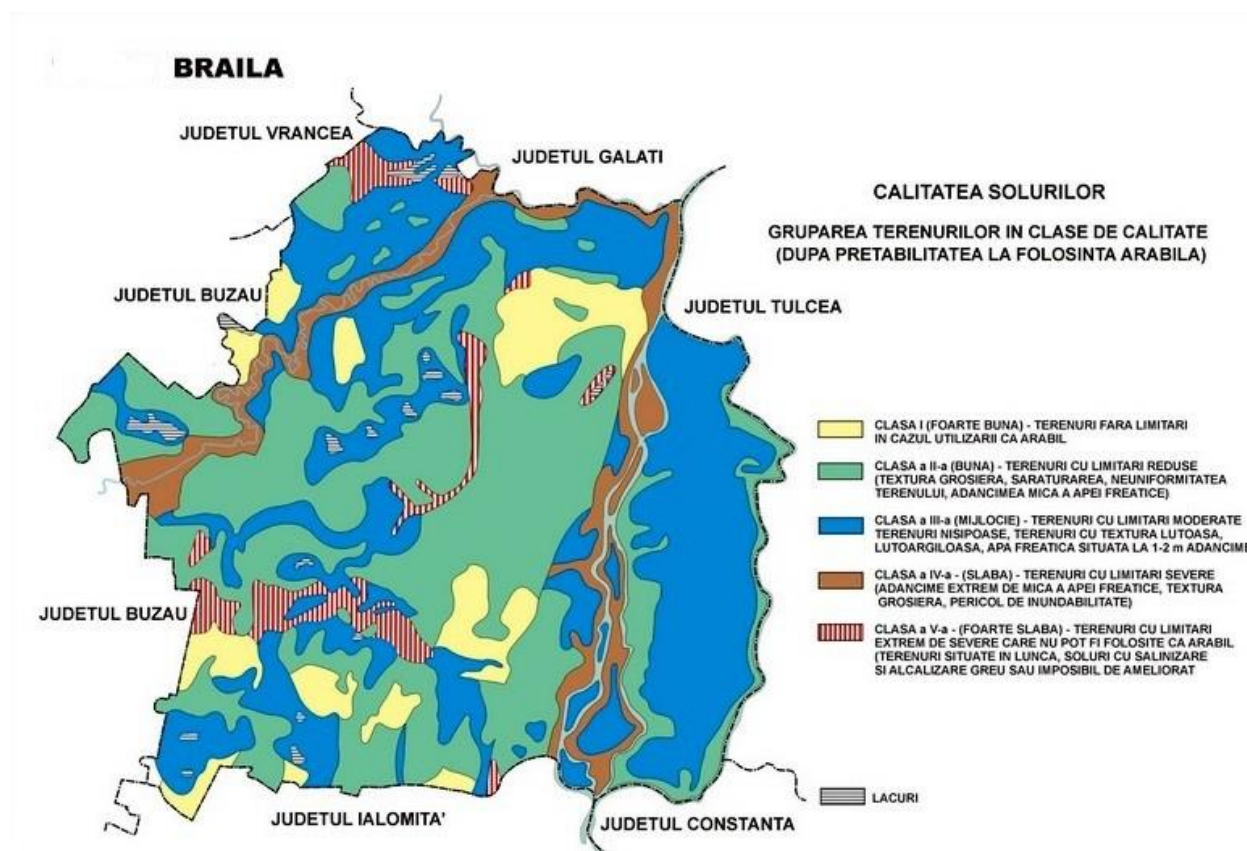 BRAILA
JUDETUL VRANCEA
JUDETUL GALATI
CALITATEA SOLURILOR
GRUPAREA TERENURILOR IN CLASE DE CALITATE
(DUPA PRETABILITATEA LA FOLOSINTA ARABILA)
JUDETUL BUZAU
JUDETUL TULCEA
CLASA I (FOARTE BUNA) - TERENURI FARA LIMITARI
IN CAZUL UTILIZARII CA ARABIL
CLASA a II-a (BUNA) - TERENURI CU LIMITARI REDUSE
(TEXTURA GROSIERA, SARATURAREA, NEUNIFORMITATEA
TERENULUI, ADANCIMEA MICA A APEI FREATICE)
CLASA a III-a (MIJLOCIE) - TERENURI CU LIMITARI MODERATE
TERENURI NISIPOASE, TERENURI CU TEXTURA LUTOASA,
LUTOARGILOASA, APA FREATICA SITUATA LA 1-2 m ADANCIME
CLASA a IV-a - (SLABA) - TERENURI CU LIMITARI SEVERE
(ADANCIME EXTREM DE MICA A APEI FREATICE, TEXTURA
GROSIERA, PERICOL DE INUNDABILITATE)
JUDETUL BUZAU
CLASA a V-a - (FOARTE SLABA) - TERENURI CU LIMITARI
EXTREM DE SEVERE CARE NU POT FI FOLOSITE CA ARABIL
(TERENURI SITUATE IN LUNCA, SOLURI CU SALINIZARE
SI ALCALIZARE GREU SAU IMPOSIBIL DE AMELIORAT
LACURI
JUDETUL IALOMITA'
JUDETUL CONSTANTA